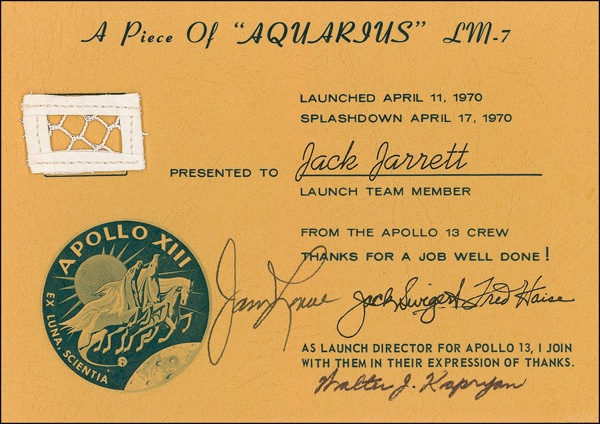 A Piece Of "AQUARIUS" LM-7
LAUNCHED APRIL 11, 1970
SPLASHDOWN APRIL 17, 1970
PRESENTED TO Jack Jarrett
LAUNCH TEAM MEMBER
FROM THE APOLLO 13 CREW
THANKS FOR A JOB WELL DONE!
APOLLO XIII
EX LUNA, SCIENTIA
Jack Swigert Fred Haise
AS LAUNCH DIRECTOR FOR APOLLO 13, I JOIN
WITH THEM IN THEIR EXPRESSION OF THANKS.
Walter J. Kapryan